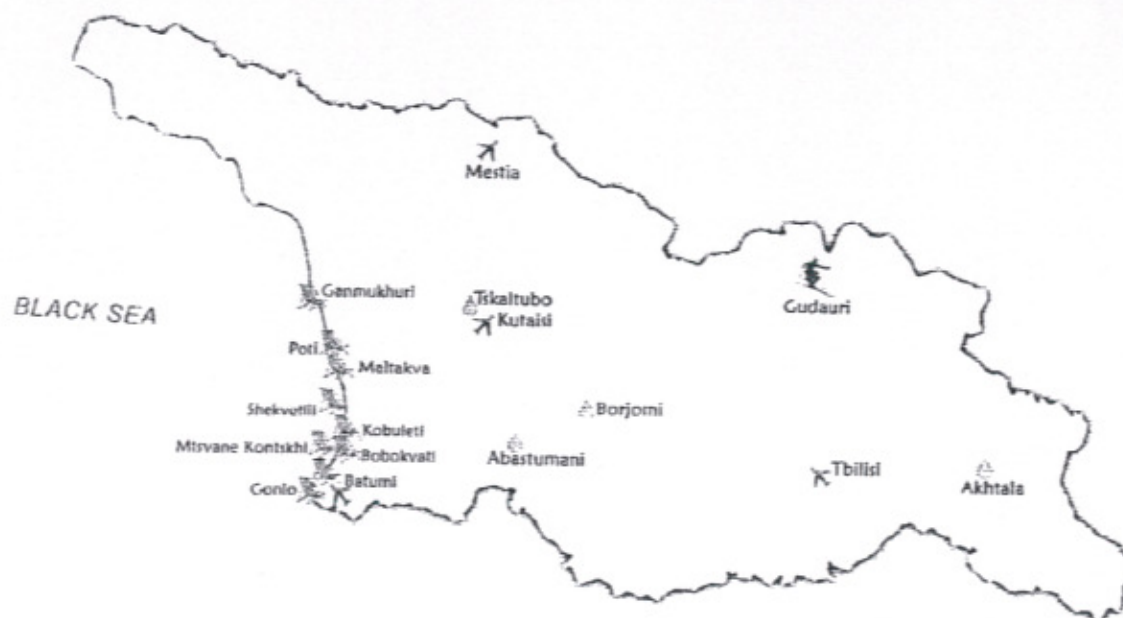 Mestia
Ganmukhuri
Tskaltubo
BLACK SEA
Kutaisi
Gudauri
Poti
Maltakva
Shekvetili
Borjomi
Kobuleti
Mtsvane Kontskhi
Bobokvati
Abastumani
Tbilisi
Batumi
Akhtala
Gonio